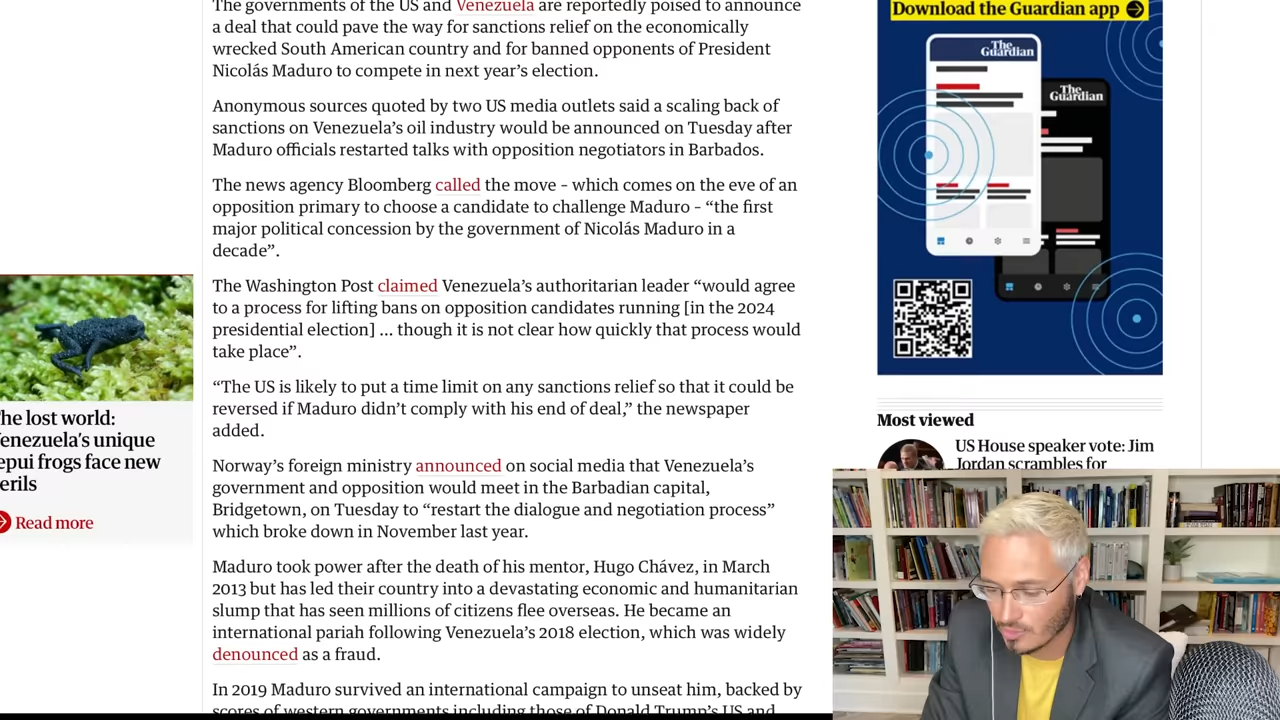 The governments of the US and Venezuela are reportedly poised to announce
a deal that could pave the way for sanctions relief on the economically
wrecked South American country and for banned opponents of President
Nicolás Maduro to compete in next year’s election.
Anonymous sources quoted by two US media outlets said a scaling back of
sanctions on Venezuela’s oil industry would be announced on Tuesday after
Maduro officials restarted talks with opposition negotiators in Barbados.
The news agency Bloomberg called the move – which comes on the eve of an
opposition primary to choose a candidate to challenge Maduro – “the first
major political concession by the government of Nicolás Maduro in a
decade”.
The Washington Post claimed Venezuela’s authoritarian leader “would agree
to a process for lifting bans on opposition candidates running [in the 2024
presidential election] ... though it is not clear how quickly that process would
take place”.
“The US is likely to put a time limit on any sanctions relief so that it could be
reversed if Maduro didn’t comply with his end of deal,” the newspaper
added.
Norway’s foreign ministry announced on social media that Venezuela’s
government and opposition would meet in the Barbadian capital,
Bridgetown, on Tuesday to “restart the dialogue and negotiation process”
which broke down in November last year.
Maduro took power after the death of his mentor, Hugo Chávez, in March
2013 but has led their country into a devastating economic and humanitarian
slump that has seen millions of citizens flee overseas. He became an
international pariah following Venezuela’s 2018 election, which was widely
denounced as a fraud.
In 2019 Maduro survived an international campaign to unseat him, backed by
scores of western governments including those of Donald Trump’s US and
he lost world:
enezuela’s unique
epui frogs face new
erils
Read more
Download the Guardian app
The
Guardian
The
Guardian
Most viewed
US House speaker vote: Jim
Jordan scrambles for